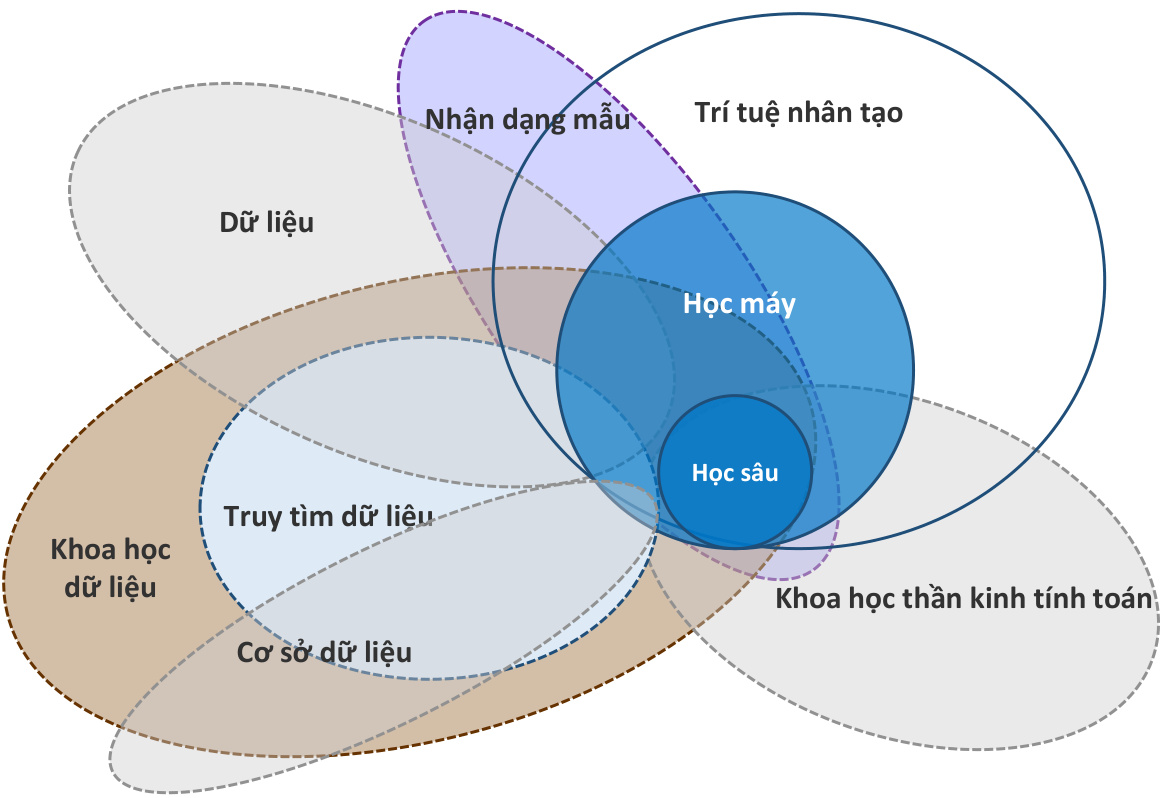 Nhận dạng mẫu
Trí tuệ nhân tạo
Dữ liệu
Học máy
Học sâu
Truy tìm dữ liệu
Khoa học
dữ liệu
Khoa học thần kinh tính toán
Cơ sở dữ liệu